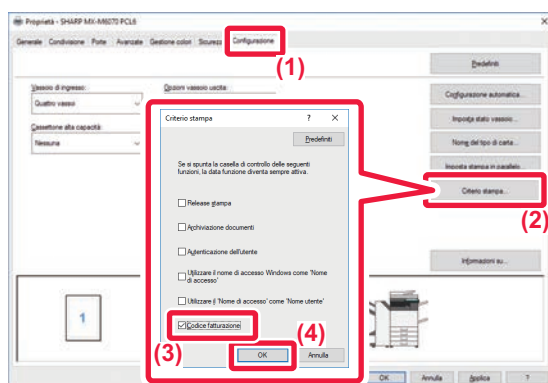 Proprietà - SHARP MX-M6070 PCL6
Generale Condivisione Porte Avanzate Gestione colori Sicurezza Configurazione
(1)
Predefiniti
Vassoio di ingresso: Opzioni vassoio uscita:
Quattro vassoi
Configurazione automatica...
Cassettone alta capacità:
Nessuna
Imposta stato vassoio...
Nome del tipo di carta...
Imposta stampa in parallelo...
Criterio stampa...
(2)
Informazioni su...
Criterio stampa ? ×
Predefiniti
Se si spunta la casella di controllo delle seguenti
funzioni, la data funzione diventa sempre attiva.
Release stampa
Archiviazione documenti
Autenticazione dell'utente
Utilizzare il nome di accesso Windows come 'Nome
di accesso'
Utilizzare il 'Nome di accesso' come 'Nome utente'
Codice fatturazione
(3)
(4)
OK Annulla
1
OK Annulla Applica ?